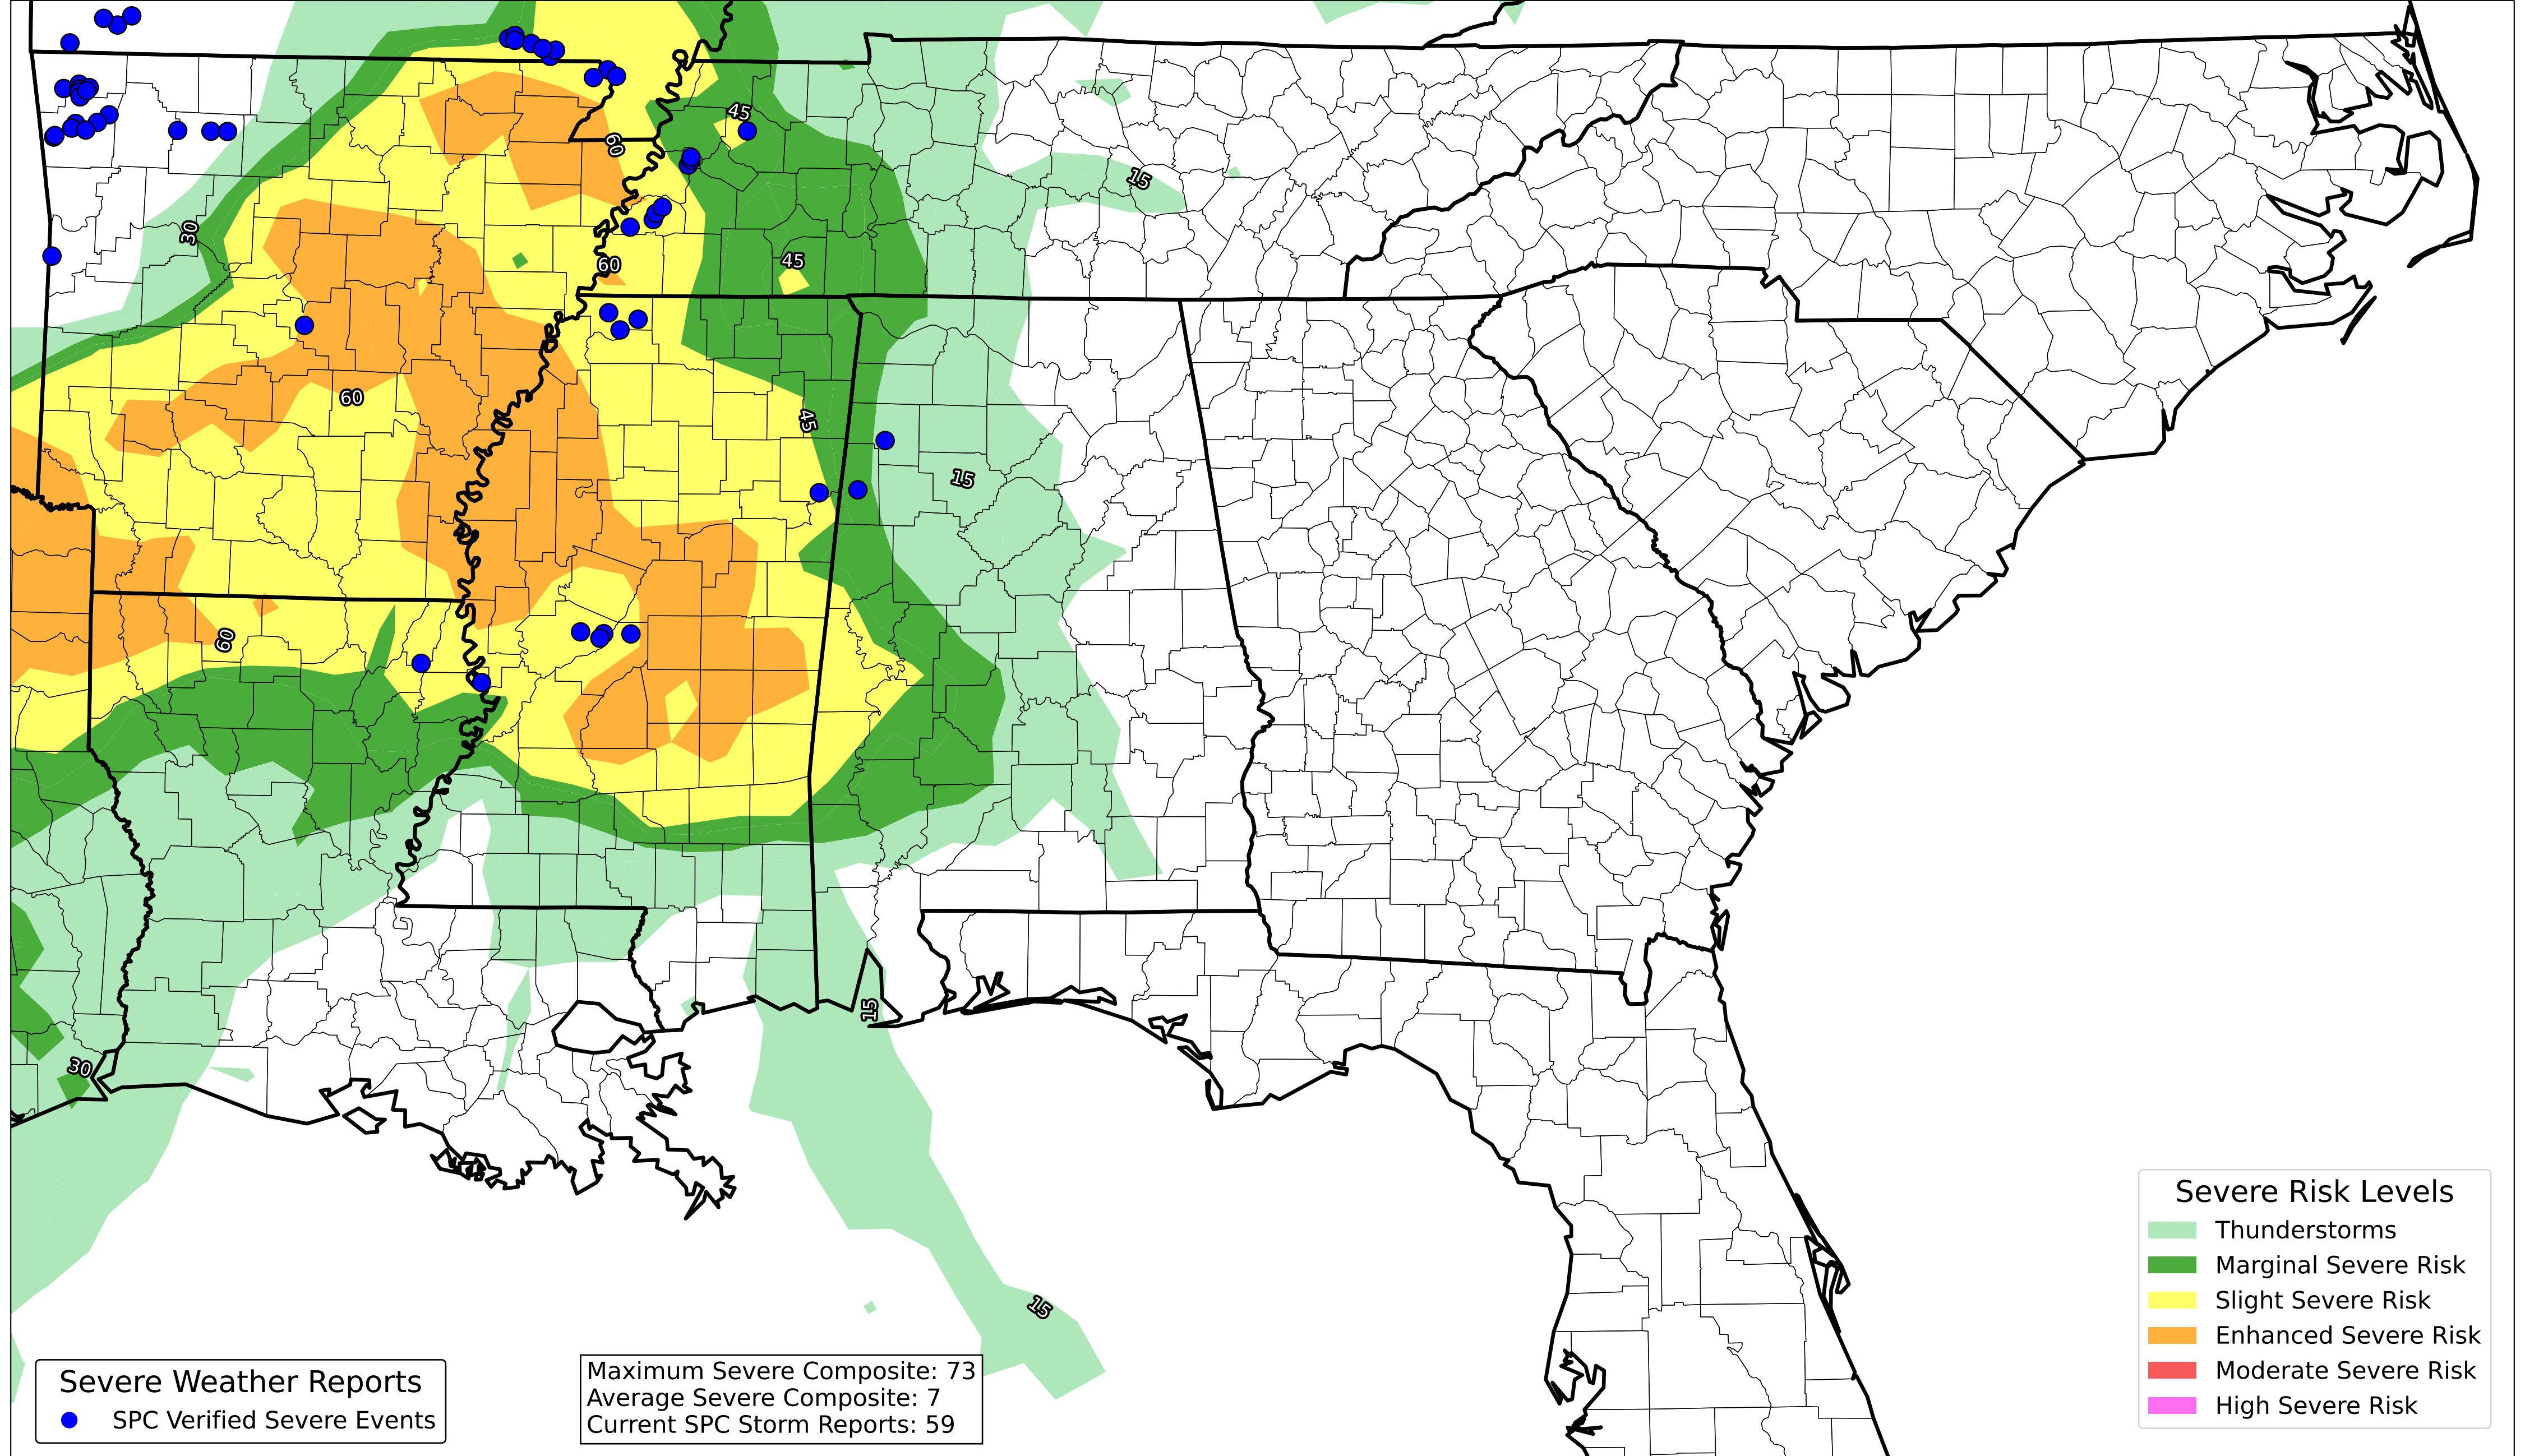 45
60
15
30
45
60
60
45
15
60
15
30
15
Severe Weather Reports
SPC Verified Severe Events
Maximum Severe Composite: 73
Average Severe Composite: 7
Current SPC Storm Reports: 59
Severe Risk Levels
Thunderstorms
Marginal Severe Risk
Slight Severe Risk
Enhanced Severe Risk
Moderate Severe Risk
High Severe Risk